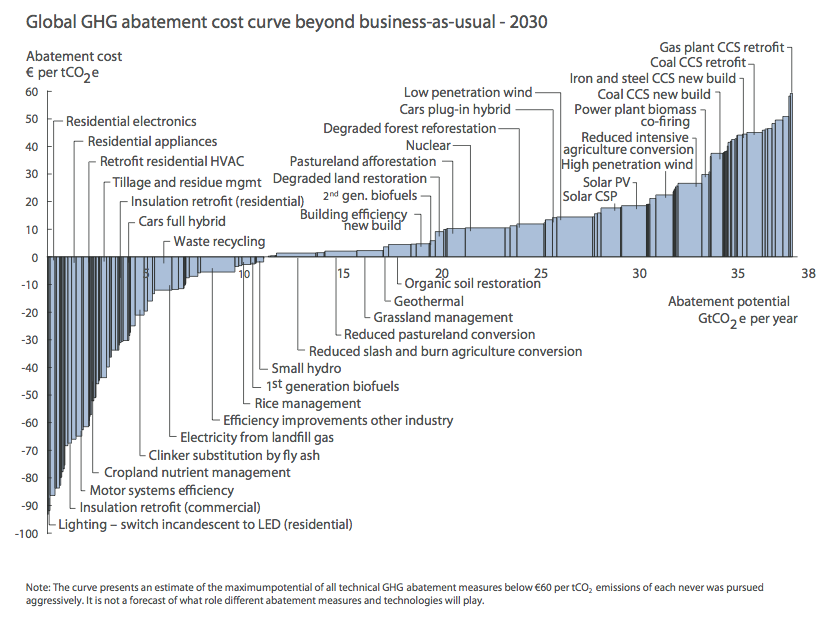 Global GHG abatement cost curve beyond business-as-usual - 2030
Abatement cost
€ per tCO2e
Gas plant CCS retrofit
Coal CCS retrofit
Iron and steel CCS new build
Low penetration wind
Coal CCS new build
Cars plug-in hybrid
Power plant biomass
co-firing
Residential electronics
Degraded forest reforestation
Reduced intensive
agriculture conversion
Residential appliances
Nuclear
Retrofit residential HVAC
Pastureland afforestation
High penetration wind
Tillage and residue mgmt
Degraded land restoration
Solar PV
Insulation retrofit (residential)
2nd gen. biofuels
Solar CSP
Cars full hybrid
Building efficiency
new build
Waste recycling
60
50
40
30
20
10
0
-10
-20
-30
-40
-50
-60
-70
-80
-90
-100
5
10
15
20
25
30
35
38
Abatement potential
GtCO2e per year
Organic soil restoration
Geothermal
Grassland management
Reduced pastureland conversion
Reduced slash and burn agriculture conversion
Small hydro
1st generation biofuels
Rice management
Efficiency improvements other industry
Electricity from landfill gas
Clinker substitution by fly ash
Cropland nutrient management
Motor systems efficiency
Insulation retrofit (commercial)
Lighting – switch incandescent to LED (residential)
Note: The curve presents an estimate of the maximumpotential of all technical GHG abatement measures below €60 per tCO2 emissions of each never was pursued
aggressively. It is not a forecast of what role different abatement measures and technologies will play.